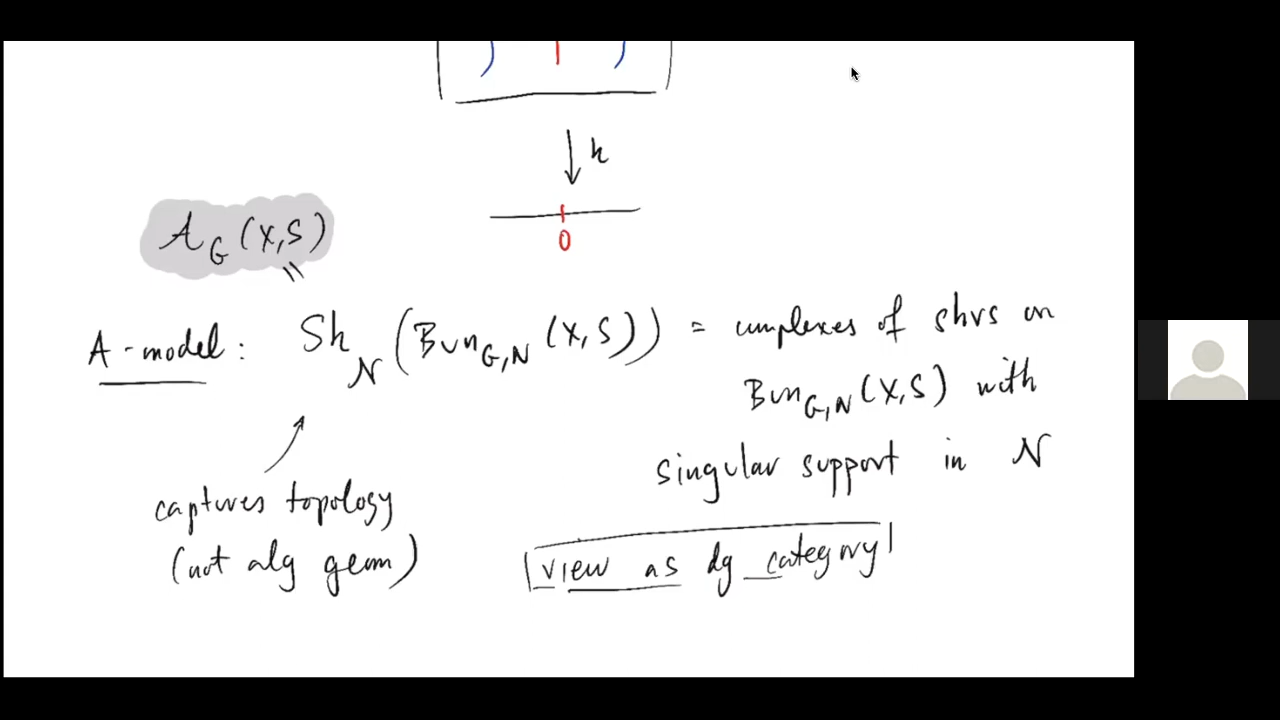 h
0
A_G (X,S)
||
A-model: Sh_N (Bun_{G,N} (X,S)) = complexes of shvs on
Bun_{G,N} (X,S) with
singular support in N
captures topology
(not alg geom)
view as dg category